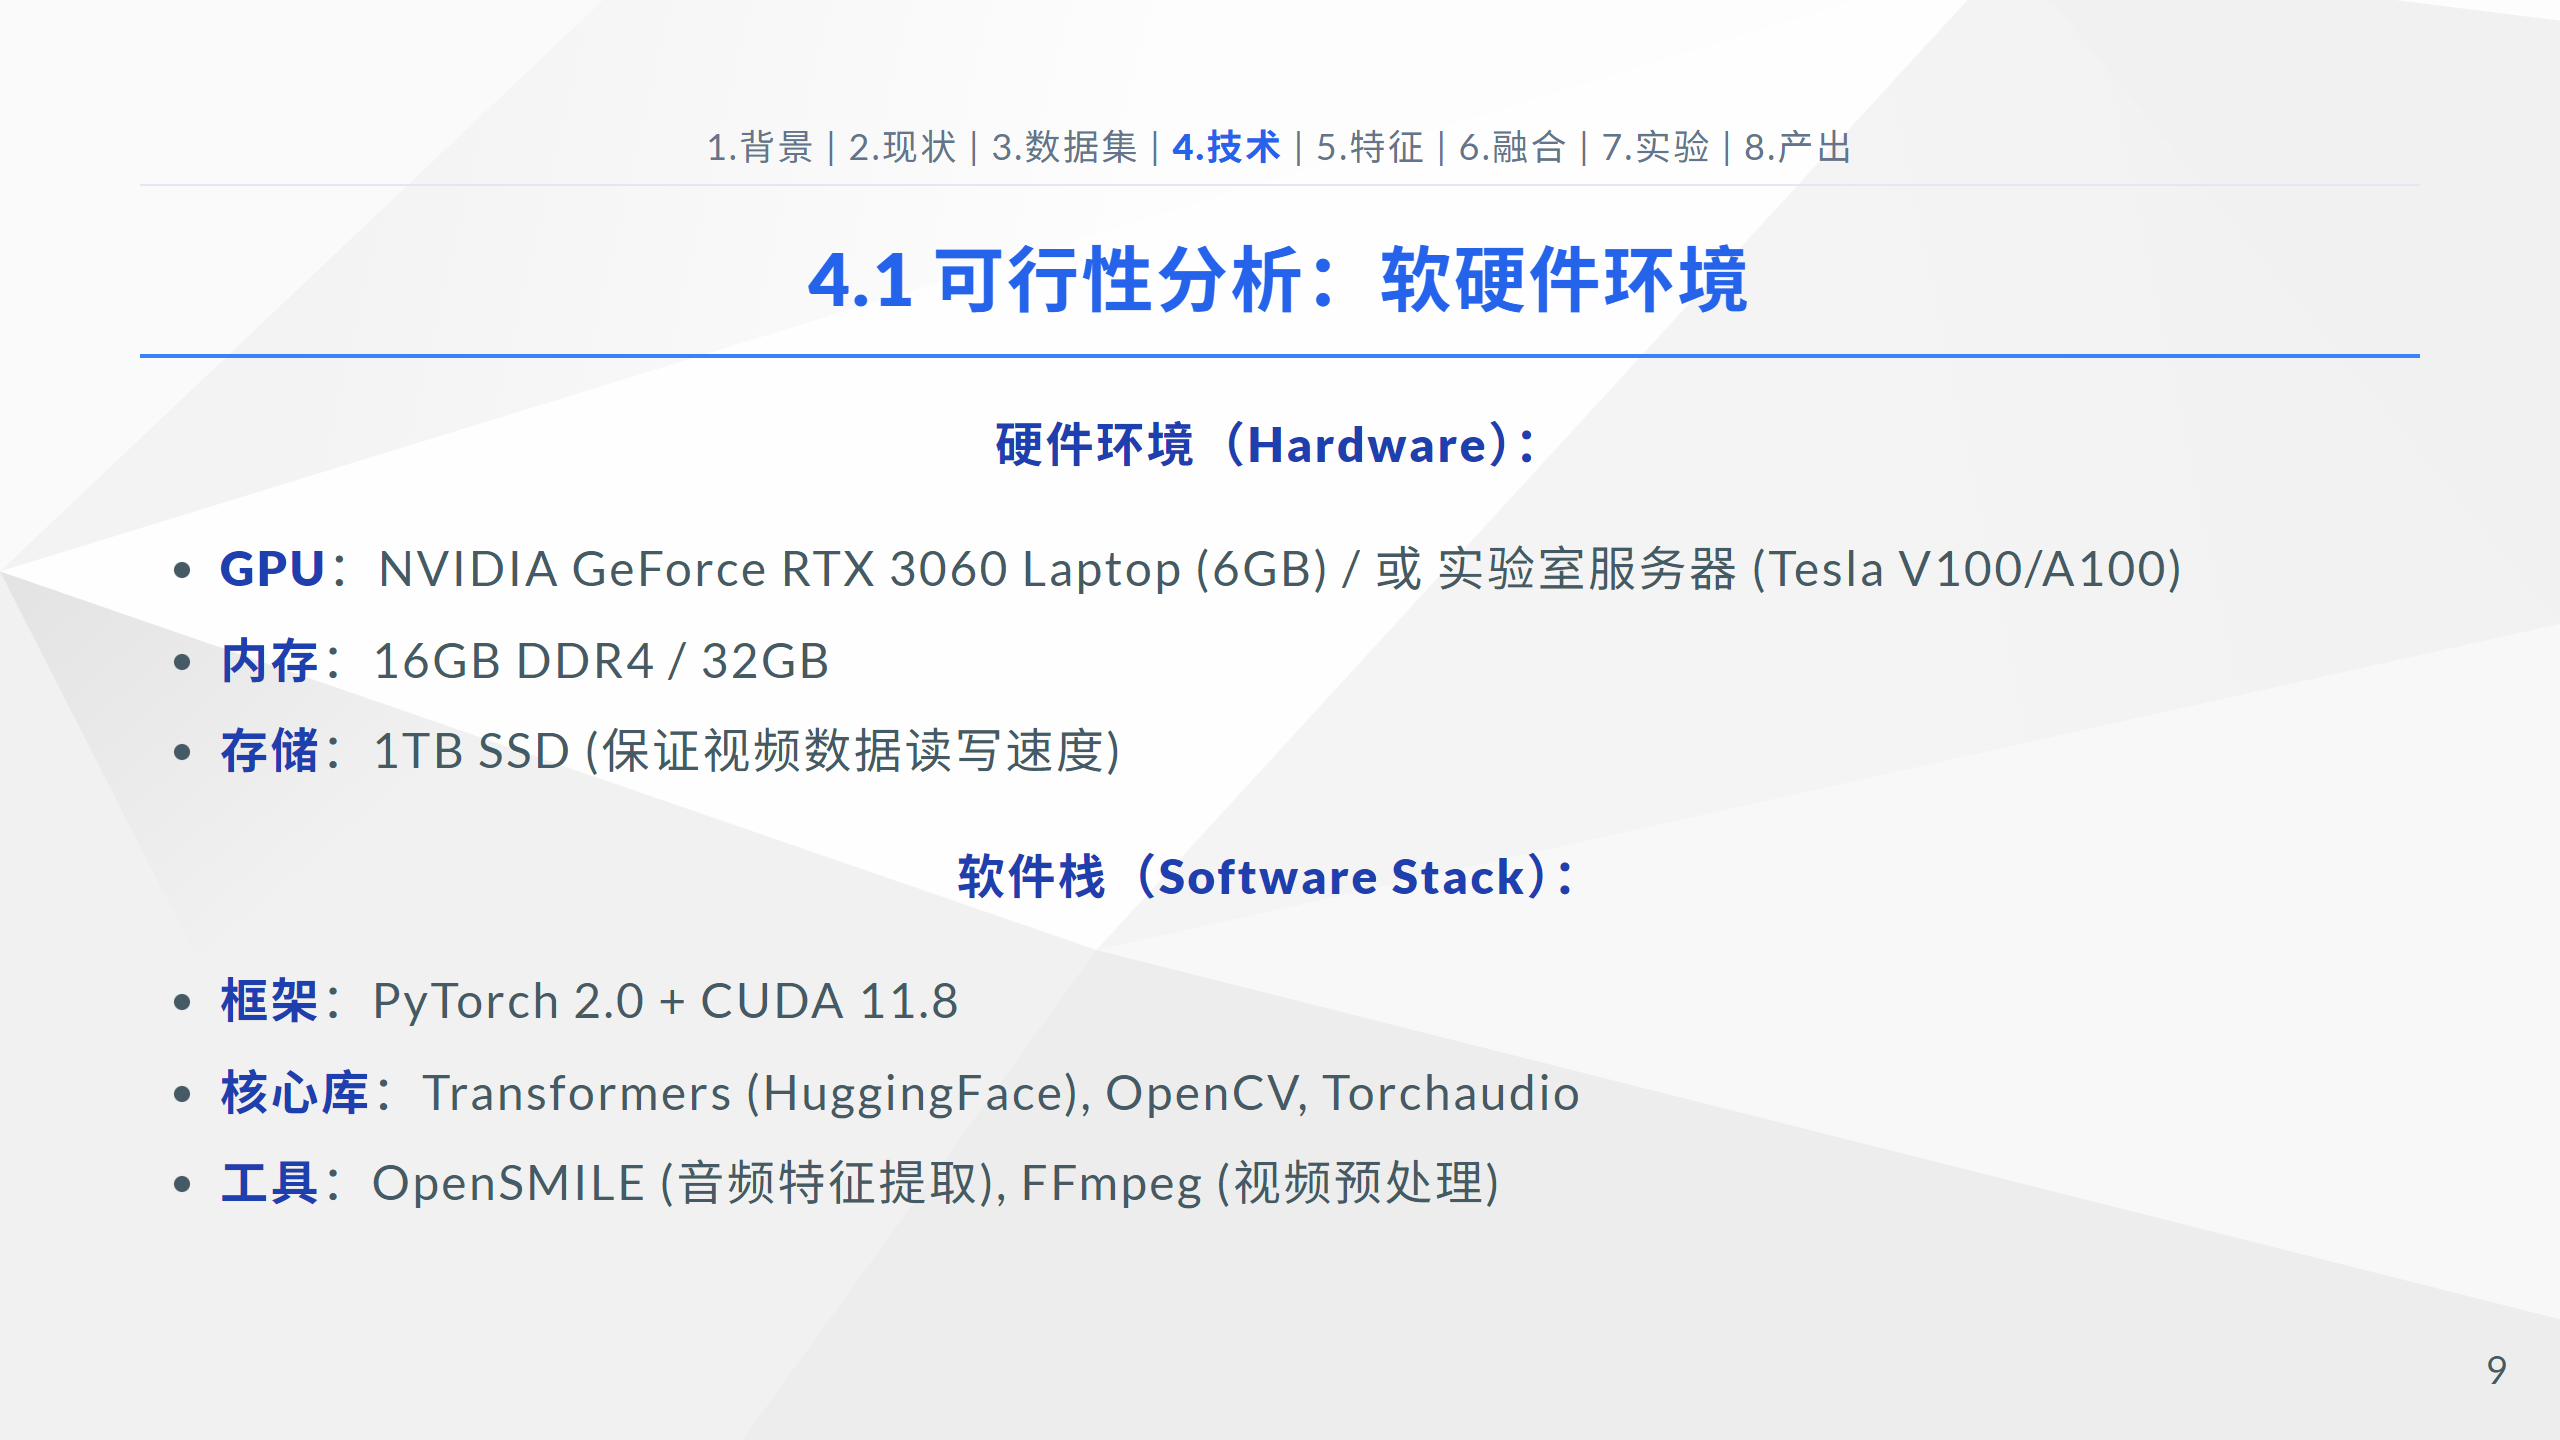 1.背景 | 2.现状 | 3.数据集 | 4.技术 | 5.特征 | 6.融合 | 7.实验 | 8.产出
4.1 可行性分析：软硬件环境
硬件环境（Hardware）：
• GPU：NVIDIA GeForce RTX 3060 Laptop (6GB) / 或 实验室服务器 (Tesla V100/A100)
• 内存：16GB DDR4 / 32GB
• 存储：1TB SSD (保证视频数据读写速度)
软件栈（Software Stack）：
• 框架：PyTorch 2.0 + CUDA 11.8
• 核心库：Transformers (HuggingFace), OpenCV, Torchaudio
• 工具：OpenSMILE (音频特征提取), FFmpeg (视频预处理)
9